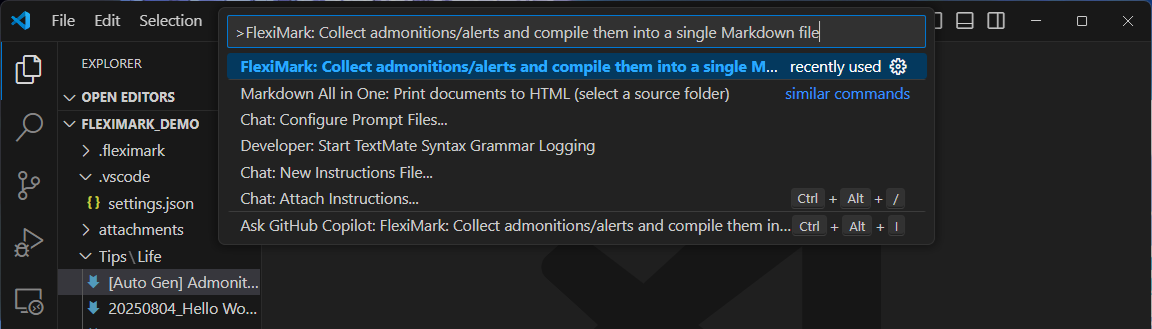 File Edit Selection
>FlexiMark: Collect admonitions/alerts and compile them into a single Markdown file
FlexiMark: Collect admonitions/alerts and compile them into a single M... recently used
Markdown All in One: Print documents to HTML (select a source folder) similar commands
Chat: Configure Prompt Files...
Developer: Start TextMate Syntax Grammar Logging
Chat: New Instructions File...
Chat: Attach Instructions... Ctrl + Alt + /
Ask GitHub Copilot: FlexiMark: Collect admonitions/alerts and compile them in... Ctrl + Alt + I
EXPLORER
OPEN EDITORS
FLEXIMARK_DEMO
.fleximark
.vscode
{} settings.json
attachments
Tips\Life
[Auto Gen] Admonit...
20250804_Hello Wo...